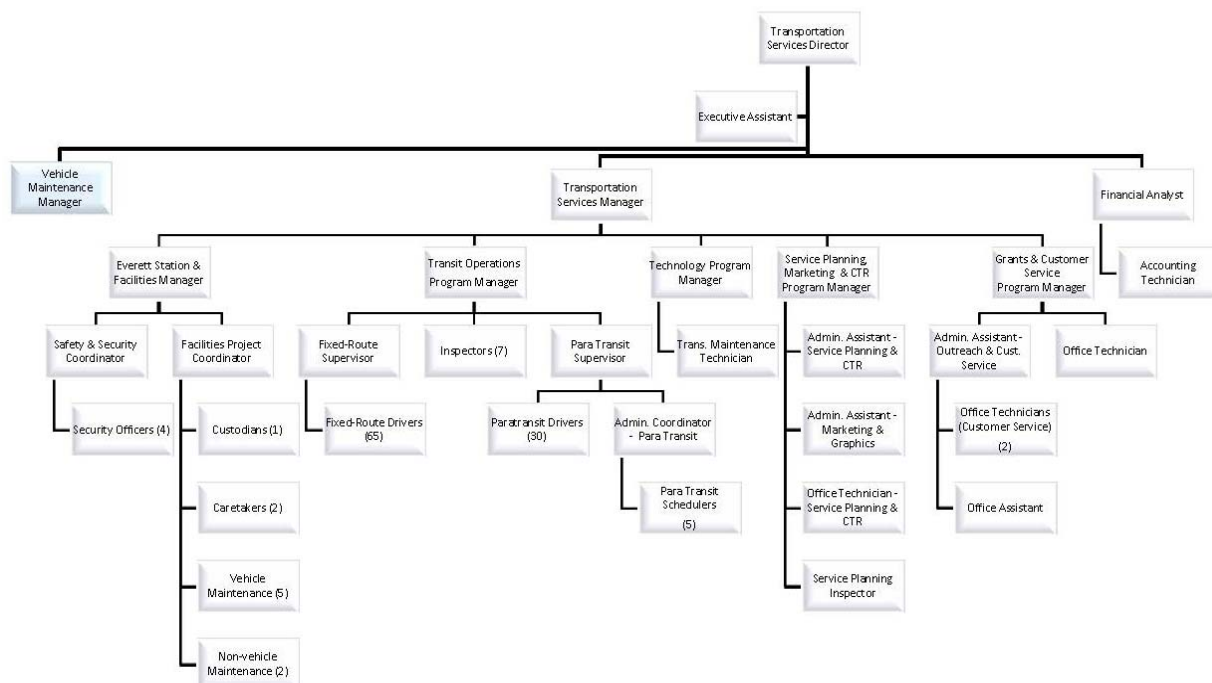 Transportation
Services Director
Executive Assistant
Vehicle
Maintenance
Manager
Transportation
Services Manager
Financial Analyst
Everett Station &
Facilities Manager
Transit Operations
Program Manager
Technology Program
Manager
Service Planning,
Marketing & CTR
Program Manager
Grants & Customer
Service
Program Manager
Accounting
Technician
Safety & Security
Coordinator
Facilities Project
Coordinator
Fixed-Route
Supervisor
Inspectors (7)
Para Transit
Supervisor
Trans. Maintenance
Technician
Admin. Assistant -
Service Planning &
CTR
Admin. Assistant -
Outreach & Cust.
Service
Office Technician
Security Officers (4)
Custodians (1)
Fixed-Route Drivers
(65)
Paratransit Drivers
(30)
Admin. Coordinator
- Para Transit
Admin. Assistant -
Marketing &
Graphics
Office Technicians
(Customer Service)
(2)
Caretakers (2)
Para Transit
Schedulers
(5)
Office Technician -
Service Planning &
CTR
Office Assistant
Vehicle
Maintenance (5)
Service Planning
Inspector
Non-vehicle
Maintenance (2)